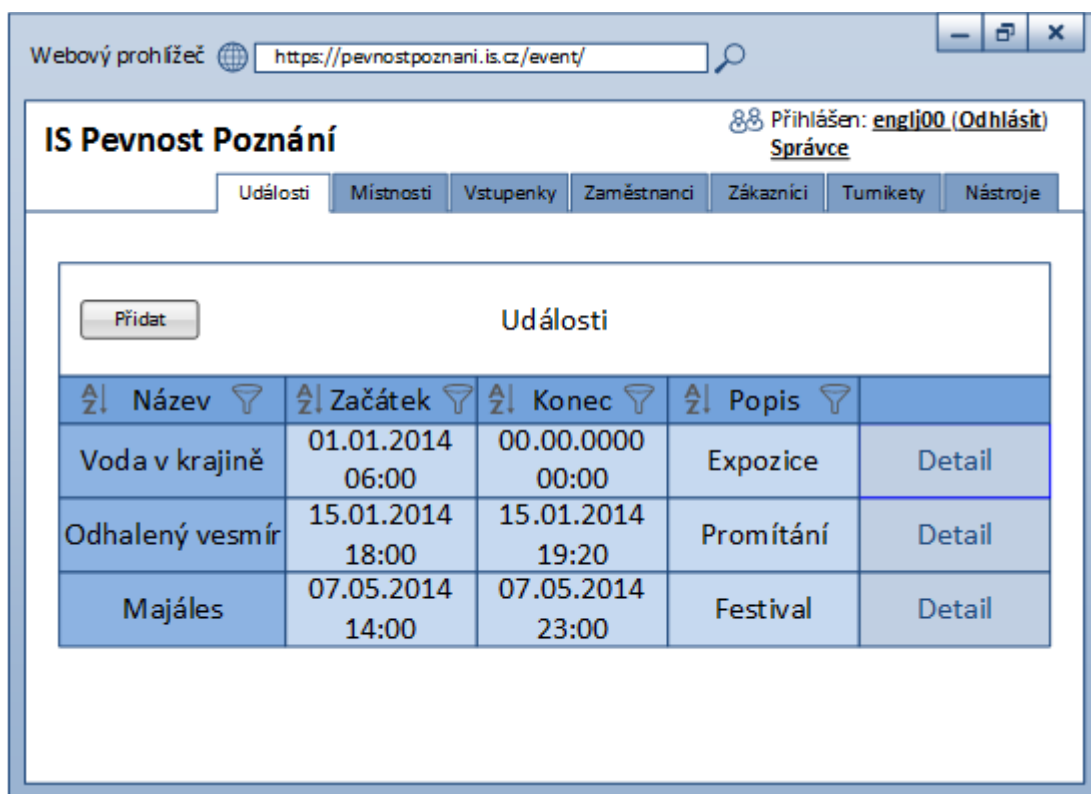 Webový prohlížeč https://pevnostpoznani.is.cz/event/
IS Pevnost Poznání
Přihlášen: englj00 (Odhlásit)
Správce
Události Místnosti Vstupenky Zaměstnanci Zákazníci Turnikety Nástroje
Přidat Události
Název Začátek Konec Popis
Voda v krajině 01.01.2014 06:00 00.00.0000 00:00 Expozice Detail
Odhalený vesmír 15.01.2014 18:00 15.01.2014 19:20 Promítání Detail
Majáles 07.05.2014 14:00 07.05.2014 23:00 Festival Detail